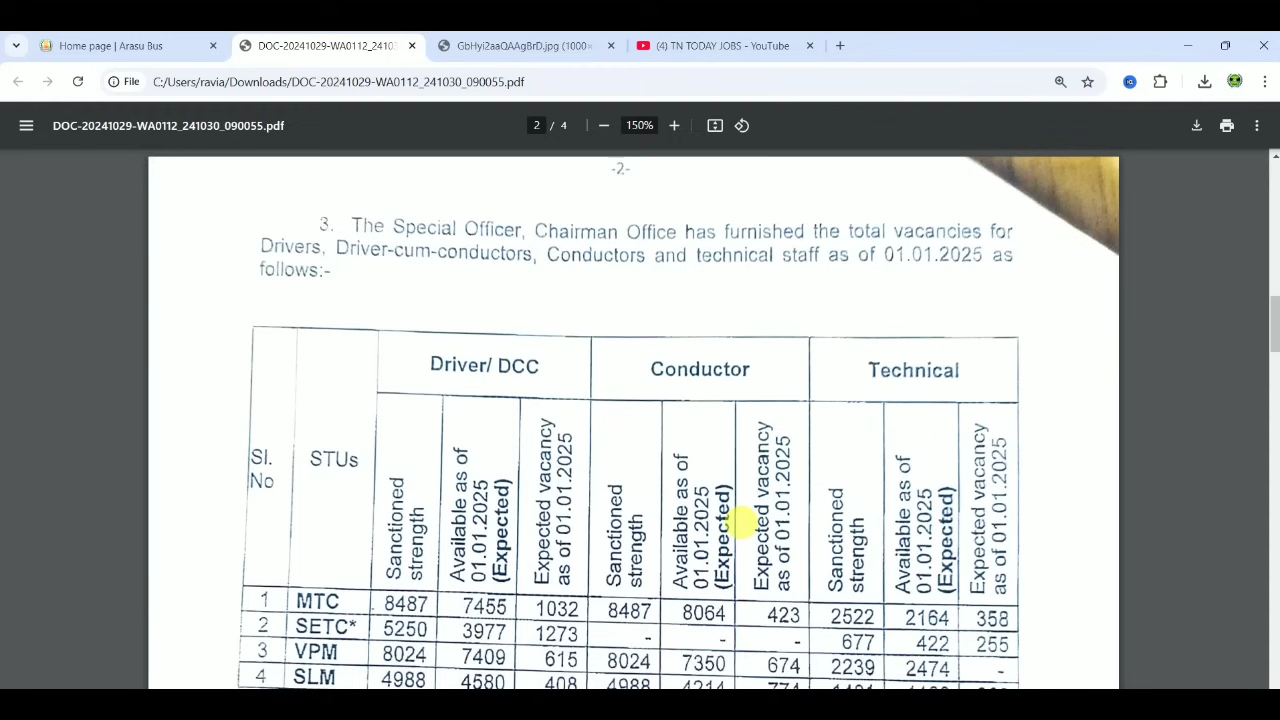 Home page | Arasu Bus
DOC-20241029-WA0112_2410
GbHyi2aaQAAgBrD.jpg (1000×
(4) TN TODAY JOBS - YouTube
File
C:/Users/ravia/Downloads/DOC-20241029-WA0112_241030_090055.pdf
DOC-20241029-WA0112_241030_090055.pdf
2 / 4
150%
-2-
3. The Special Officer, Chairman Office has furnished the total vacancies for
Drivers, Driver-cum-conductors, Conductors and technical staff as of 01.01.2025 as
follows:-
Sl. No
STUs
Driver/ DCC
Conductor
Technical
Sanctioned strength
Available as of 01.01.2025 (Expected)
Expected vacancy as of 01.01.2025
Sanctioned strength
Available as of 01.01.2025 (Expected)
Expected vacancy as of 01.01.2025
Sanctioned strength
Available as of 01.01.2025 (Expected)
Expected vacancy as of 01.01.2025
1 MTC 8487 7455 1032 8487 8064 423 2522 2164 358
2 SETC* 5250 3977 1273 - - - 677 422 255
3 VPM 8024 7409 615 8024 7350 674 2239 2474 -
4 SLM 4988 4580 408 4988 4214 774